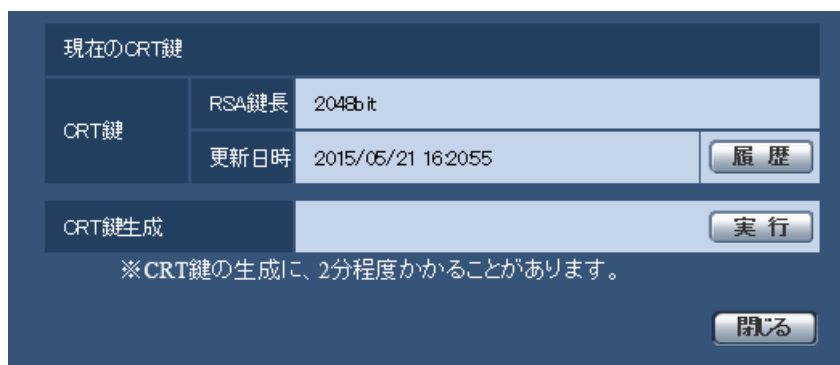 現在のCRT鍵
CRT鍵
RSA鍵長 2048bit
更新日時 2015/05/21 16:20:55 履歴
CRT鍵生成 実行
※CRT鍵の生成に、2分程度かかることがあります。
閉じる